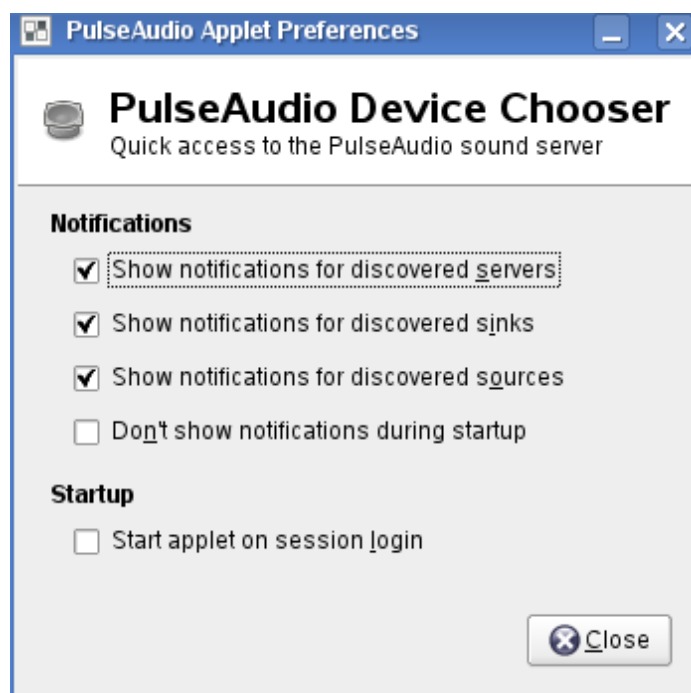 PulseAudio Applet Preferences
PulseAudio Device Chooser
Quick access to the PulseAudio sound server
Notifications
Show notifications for discovered servers
Show notifications for discovered sinks
Show notifications for discovered sources
Don't show notifications during startup
Startup
Start applet on session login
Close